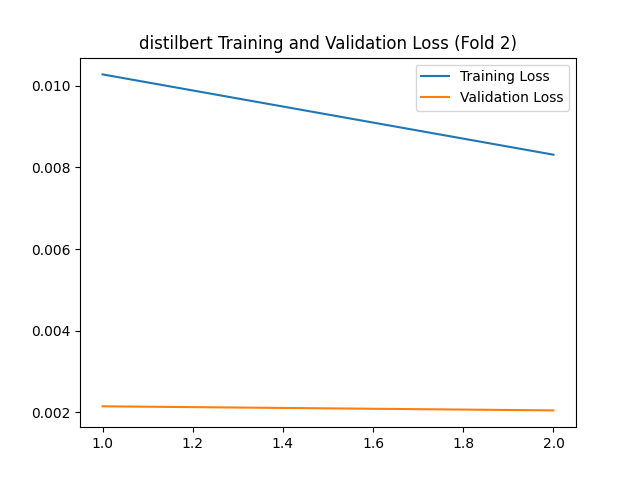 distilbert Training and Validation Loss (Fold 2)
Training Loss
Validation Loss
0.010
0.008
0.006
0.004
0.002
1.0 1.2 1.4 1.6 1.8 2.0